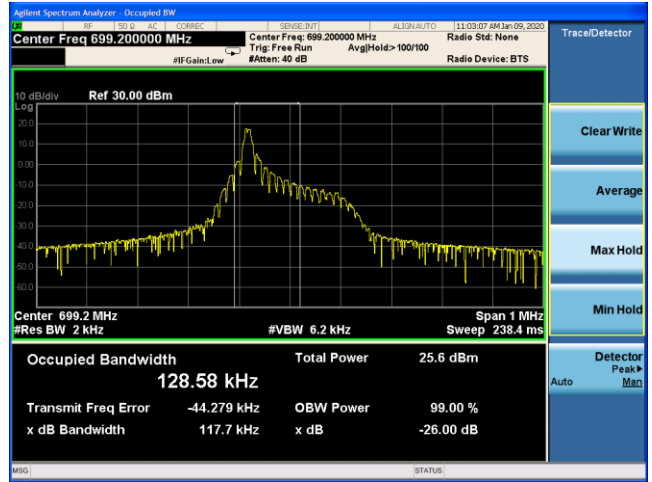 Agilent Spectrum Analyzer - Occupied BW
RF 50 Ω AC CORREC SENSE:INT ALIGN AUTO 11:03:07 AM Jan 09, 2020
Center Freq 699.200000 MHz
Center Freq: 699.200000 MHz
Radio Std: None
Trig: Free Run Avg|Hold:>100/100
#IFGain:Low
#Atten: 40 dB
Radio Device: BTS
Trace/Detector
10 dB/div Ref 30.00 dBm
Log
20.0
10.0
0.00
-10.0
-20.0
-30.0
-40.0
-50.0
-60.0
Center 699.2 MHz Span 1 MHz
#Res BW 2 kHz #VBW 6.2 kHz Sweep 238.4 ms
Occupied Bandwidth Total Power 25.6 dBm
128.58 kHz
Transmit Freq Error -44.279 kHz OBW Power 99.00 %
x dB Bandwidth 117.7 kHz x dB -26.00 dB
Clear Write
Average
Max Hold
Min Hold
Detector
Peak▶
Auto Man
MSG STATUS